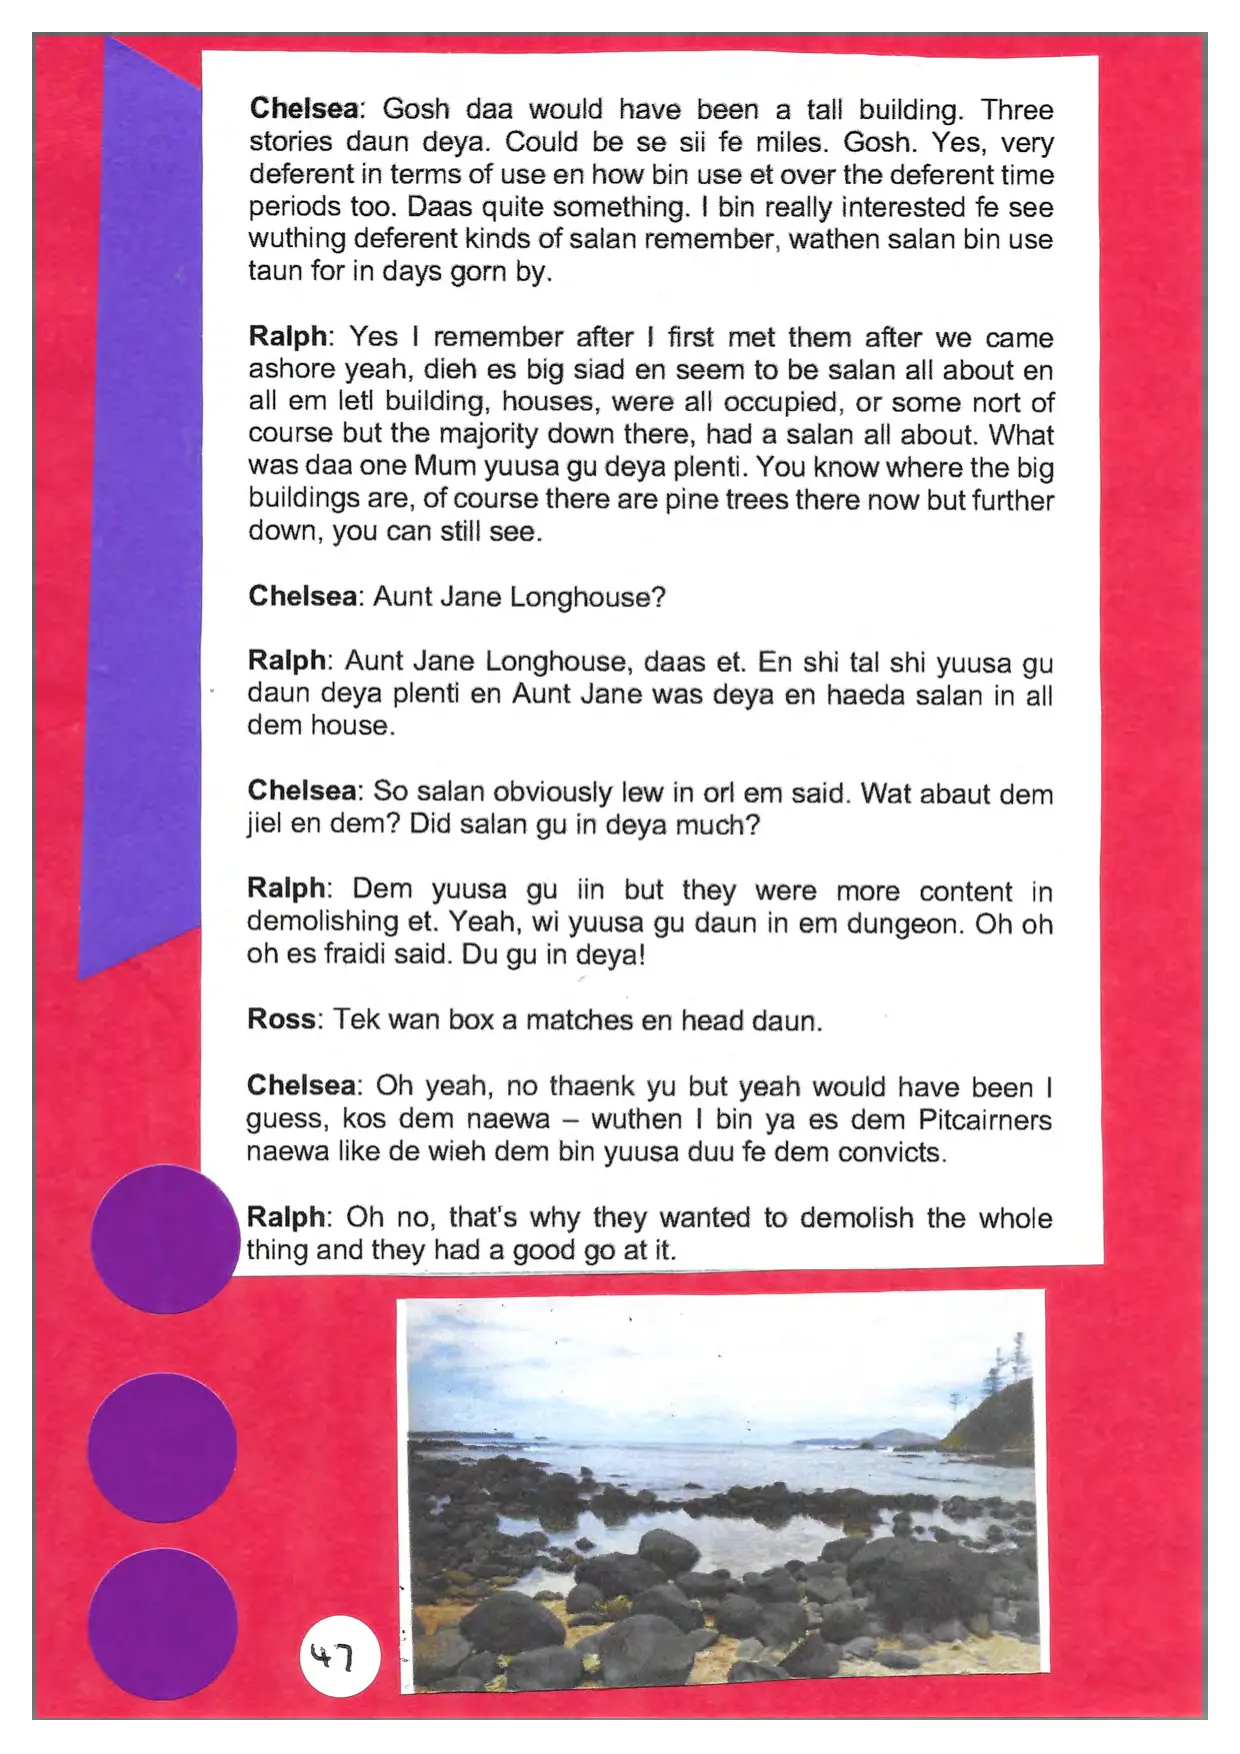 Chelsea: Gosh daa would have been a tall building. Three
stories daun deya. Could be se sii fe miles. Gosh. Yes, very
deferent in terms of use en how bin use et over the deferent time
periods too. Daas quite something. I bin really interested fe see
wuthing deferent kinds of salan remember, wathen salan bin use
taun for in days gorn by.
Ralph: Yes I remember after I first met them after we came
ashore yeah, dieh es big siad en seem to be salan all about en
all em letl building, houses, were all occupied, or some nort of
course but the majority down there, had a salan all about. What
was daa one Mum yuusa gu deya plenti. You know where the big
buildings are, of course there are pine trees there now but further
down, you can still see.
Chelsea: Aunt Jane Longhouse?
Ralph: Aunt Jane Longhouse, daas et. En shi tal shi yuusa gu
daun deya plenti en Aunt Jane was deya en haeda salan in all
dem house.
Chelsea: So salan obviously lew in orl em said. Wat abaut dem
jiel en dem? Did salan gu in deya much?
Ralph: Dem yuusa gu iin but they were more content in
demolishing et. Yeah, wi yuusa gu daun in em dungeon. Oh oh
oh es fraidi said. Du gu in deya!
Ross: Tek wan box a matches en head daun.
Chelsea: Oh yeah, no thaenk yu but yeah would have been I
guess, kos dem naewa – wuthen I bin ya es dem Pitcairners
naewa like de wieh dem bin yuusa duu fe dem convicts.
Ralph: Oh no, that's why they wanted to demolish the whole
thing and they had a good go at it.
47